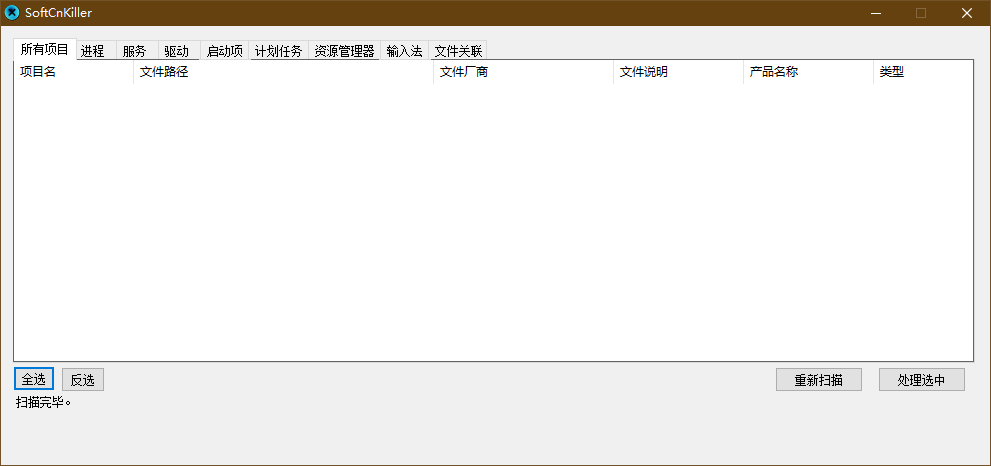 SoftCnKiller
所有项目 进程 服务 驱动 启动项 计划任务 资源管理器 输入法 文件关联
项目名 文件路径 文件厂商 文件说明 产品名称 类型
全选 反选 重新扫描 处理选中
扫描完毕。